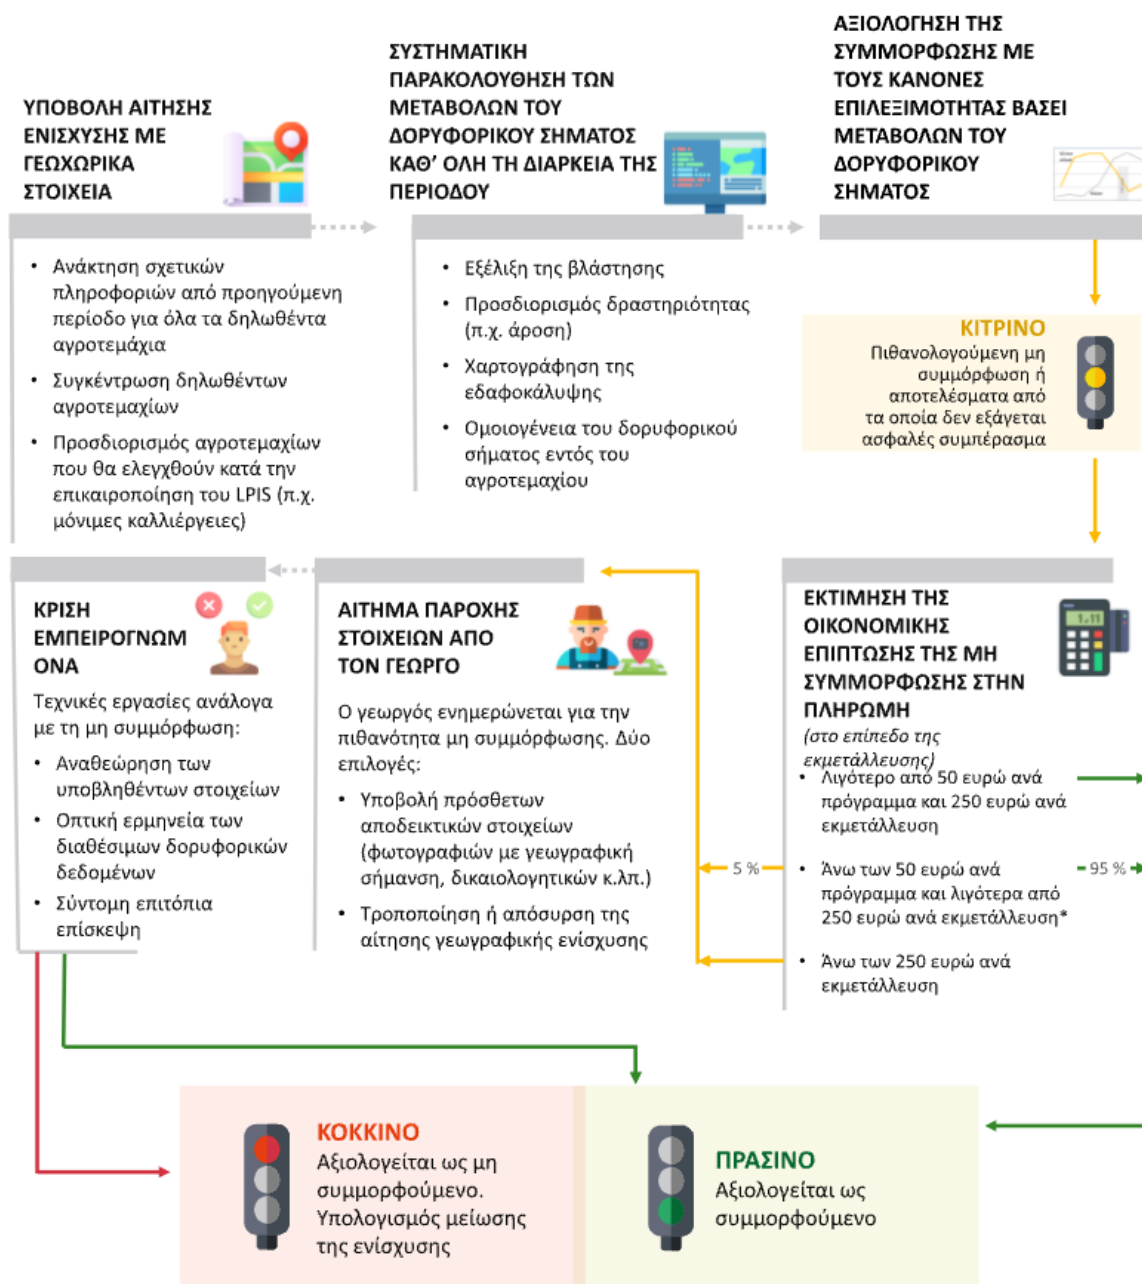 ΥΠΟΒΟΛΗ ΑΙΤΗΣΗΣ
ΕΝΙΣΧΥΣΗΣ ΜΕ
ΓΕΩΧΩΡΙΚΑ
ΣΤΟΙΧΕΙΑ
• Ανάκτηση σχετικών
πληροφοριών από προηγούμενη
περίοδο για όλα τα δηλωθέντα
αγροτεμάχια
• Συγκέντρωση δηλωθέντων
αγροτεμαχίων
• Προσδιορισμός αγροτεμαχίων
που θα ελεγχθούν κατά την
επικαιροποίηση του LPIS (π.χ.
μόνιμες καλλιέργειες)
ΣΥΣΤΗΜΑΤΙΚΗ
ΠΑΡΑΚΟΛΟΥΘΗΣΗ ΤΩΝ
ΜΕΤΑΒΟΛΩΝ ΤΟΥ
ΔΟΡΥΦΟΡΙΚΟΥ ΣΗΜΑΤΟΣ
ΚΑΘ’ ΟΛΗ ΤΗ ΔΙΑΡΚΕΙΑ ΤΗΣ
ΠΕΡΙΟΔΟΥ
• Εξέλιξη της βλάστησης
• Προσδιορισμός δραστηριότητας
(π.χ. άροση)
• Χαρτογράφηση της
εδαφοκάλυψης
• Ομοιογένεια του δορυφορικού
σήματος εντός του
αγροτεμαχίου
ΑΞΙΟΛΟΓΗΣΗ ΤΗΣ
ΣΥΜΜΟΡΦΩΣΗΣ ΜΕ
ΤΟΥΣ ΚΑΝΟΝΕΣ
ΕΠΙΛΕΞΙΜΟΤΗΤΑΣ ΒΑΣΕΙ
ΜΕΤΑΒΟΛΩΝ ΤΟΥ
ΔΟΡΥΦΟΡΙΚΟΥ
ΣΗΜΑΤΟΣ
ΚΙΤΡΙΝΟ
Πιθανολογούμενη μη
συμμόρφωση ή
αποτελέσματα από
τα οποία δεν εξάγεται
ασφαλές συμπέρασμα
ΕΚΤΙΜΗΣΗ ΤΗΣ
ΟΙΚΟΝΟΜΙΚΗΣ
ΕΠΙΠΤΩΣΗΣ ΤΗΣ ΜΗ
ΣΥΜΜΟΡΦΩΣΗΣ ΣΤΗΝ
ΠΛΗΡΩΜΗ
(στο επίπεδο της
εκμετάλλευσης)
• Λιγότερο από 50 ευρώ ανά
πρόγραμμα και 250 ευρώ ανά
εκμετάλλευση
• Άνω των 50 ευρώ ανά
πρόγραμμα και λιγότερα από
250 ευρώ ανά εκμετάλλευση*
• Άνω των 250 ευρώ ανά
εκμετάλλευση
1.11
5 %
95 %
ΑΙΤΗΜΑ ΠΑΡΟΧΗΣ
ΣΤΟΙΧΕΙΩΝ ΑΠΟ
ΤΟΝ ΓΕΩΡΓΟ
Ο γεωργός ενημερώνεται για την
πιθανότητα μη συμμόρφωσης. Δύο
επιλογές:
• Υποβολή πρόσθετων
αποδεικτικών στοιχείων
(φωτογραφιών με γεωγραφική
σήμανση, δικαιολογητικών κ.λπ.)
• Τροποποίηση ή απόσυρση της
αίτησης γεωγραφικής ενίσχυσης
ΚΡΙΣΗ
ΕΜΠΕΙΡΟΓΝΩΜ
ΟΝΑ
Τεχνικές εργασίες ανάλογα
με τη μη συμμόρφωση:
• Αναθεώρηση των
υποβληθέντων στοιχείων
• Οπτική ερμηνεία των
διαθέσιμων δορυφορικών
δεδομένων
• Σύντομη επιτόπια
επίσκεψη
ΚΟΚΚΙΝΟ
Αξιολογείται ως μη
συμμορφούμενο.
Υπολογισμός μείωσης
της ενίσχυσης
ΠΡΑΣΙΝΟ
Αξιολογείται ως
συμμορφούμενο